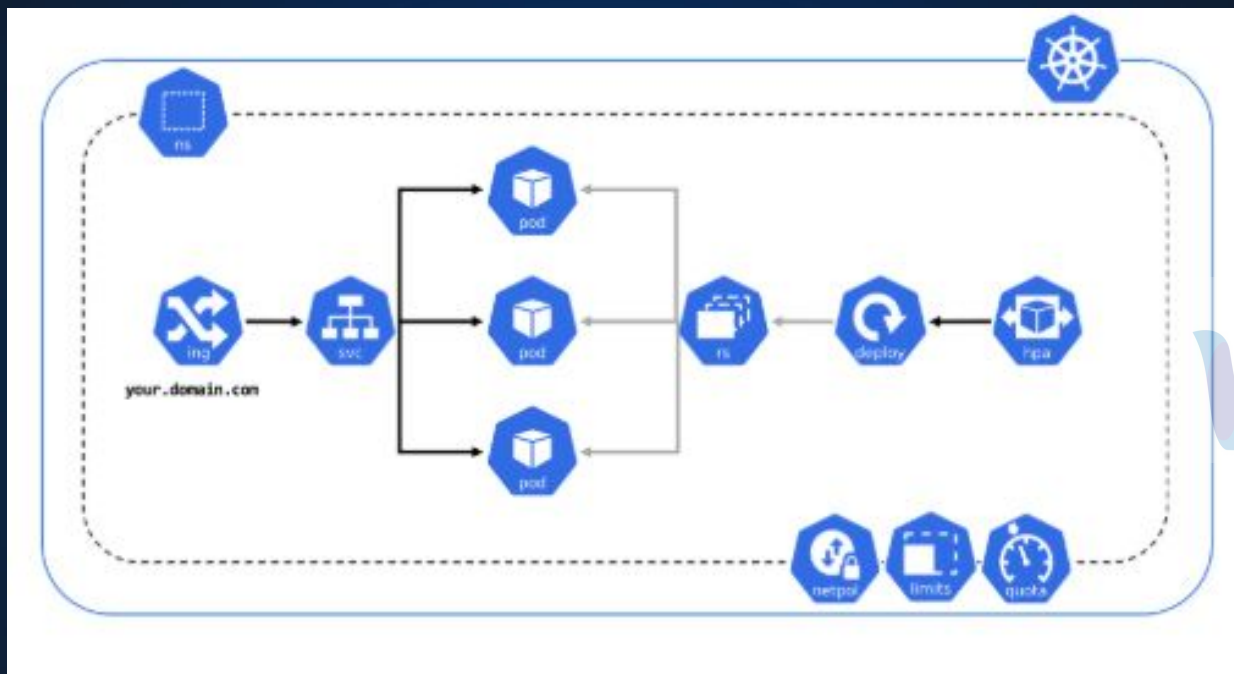 ns
pod
ing
svc
pod
rs
deploy
hpa
your.domain.com
pod
netpol
limits
quota